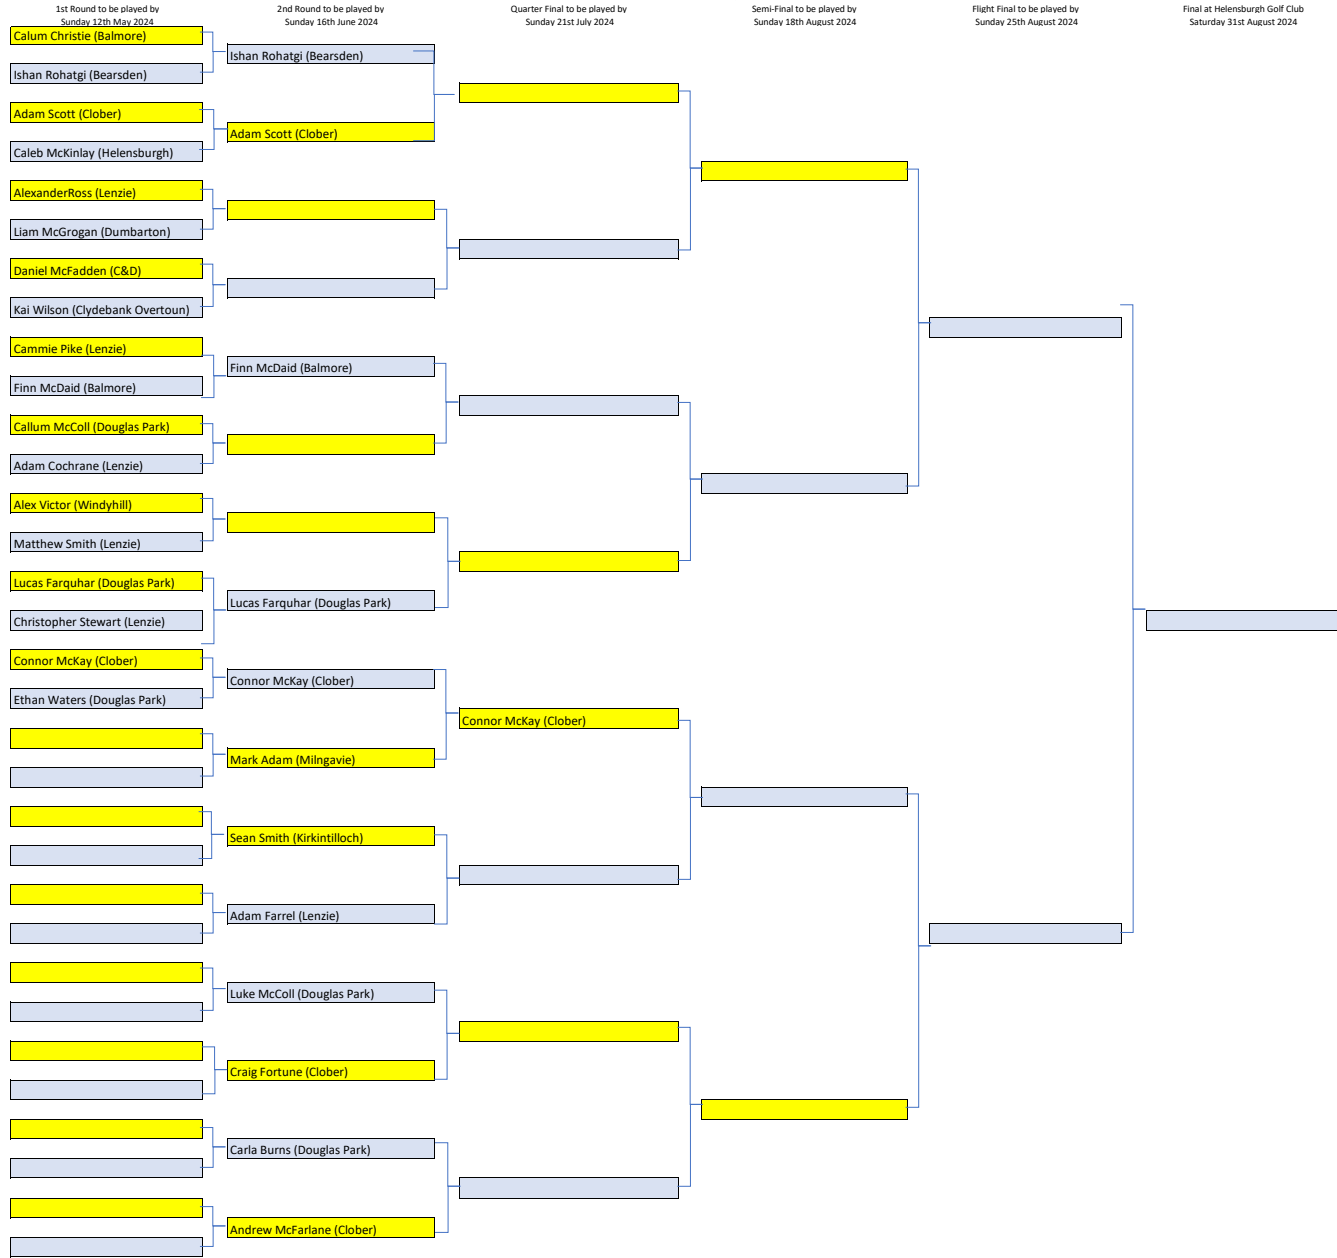 1st Round to be played by
Sunday 12th May 2024
2nd Round to be played by
Sunday 16th June 2024
Quarter Final to be played by
Sunday 21st July 2024
Semi-Final to be played by
Sunday 18th August 2024
Flight Final to be played by
Sunday 25th August 2024
Final at Helensburgh Golf Club
Saturday 31st August 2024
Calum Christie (Balmore)
Ishan Rohatgi (Bearsden)
Adam Scott (Clober)
Caleb McKinlay (Helensburgh)
AlexanderRoss (Lenzie)
Liam McGrogan (Dumbarton)
Daniel McFadden (C&D)
Kai Wilson (Clydebank Overtoun)
Cammie Pike (Lenzie)
Finn McDaid (Balmore)
Callum McColl (Douglas Park)
Adam Cochrane (Lenzie)
Alex Victor (Windyhill)
Matthew Smith (Lenzie)
Lucas Farquhar (Douglas Park)
Christopher Stewart (Lenzie)
Connor McKay (Clober)
Ethan Waters (Douglas Park)
Ishan Rohatgi (Bearsden)
Adam Scott (Clober)
Finn McDaid (Balmore)
Lucas Farquhar (Douglas Park)
Connor McKay (Clober)
Mark Adam (Milngavie)
Sean Smith (Kirkintilloch)
Adam Farrel (Lenzie)
Luke McColl (Douglas Park)
Craig Fortune (Clober)
Carla Burns (Douglas Park)
Andrew McFarlane (Clober)
Connor McKay (Clober)